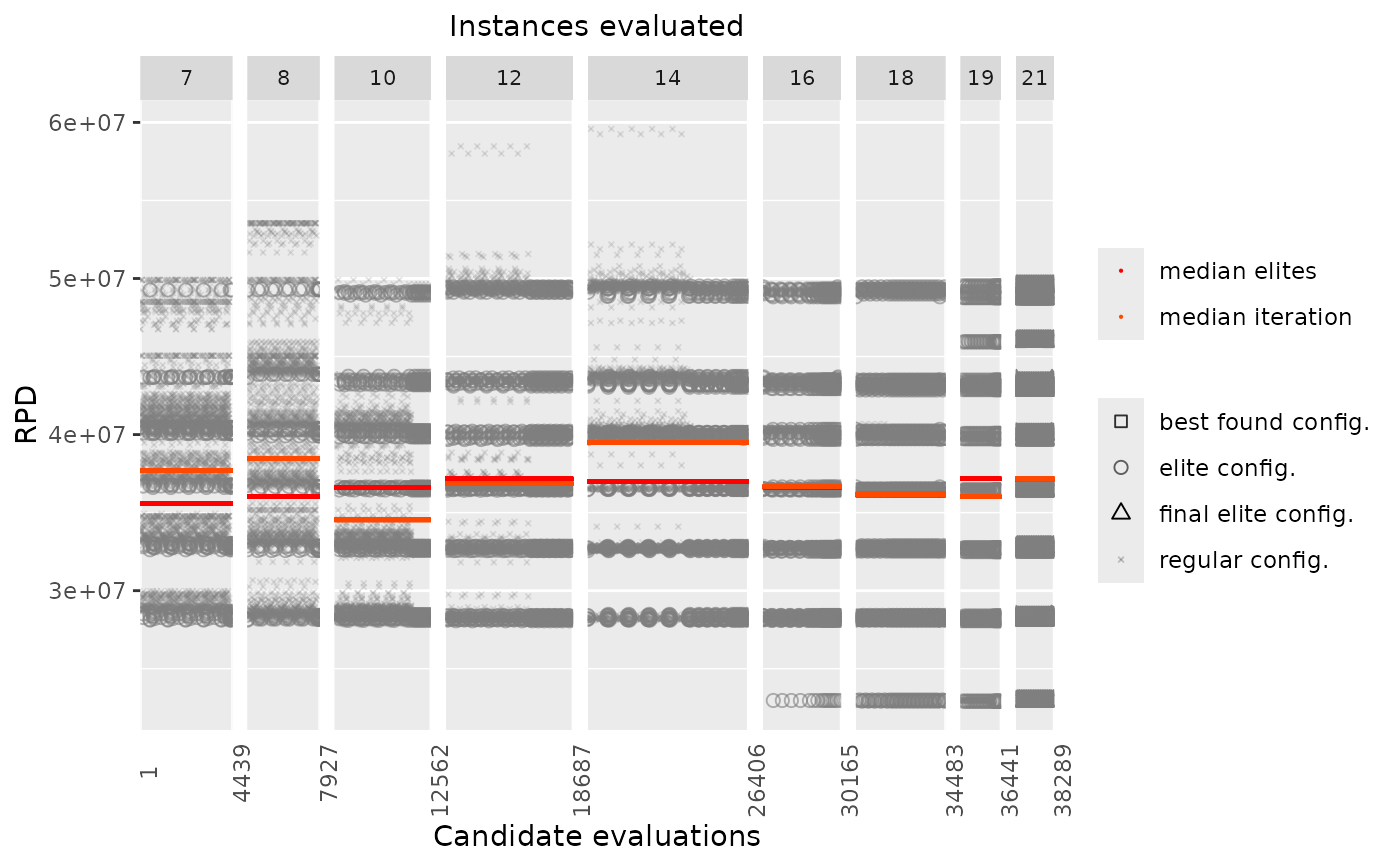 Instances evaluated
7 8 10 12 14 16 18 19 21
6e+07
5e+07
4e+07
3e+07
RPD
1 4439 7927 12562 18687 26406 30165 34483 36441 38289
Candidate evaluations
median elites
median iteration
best found config.
elite config.
final elite config.
regular config.